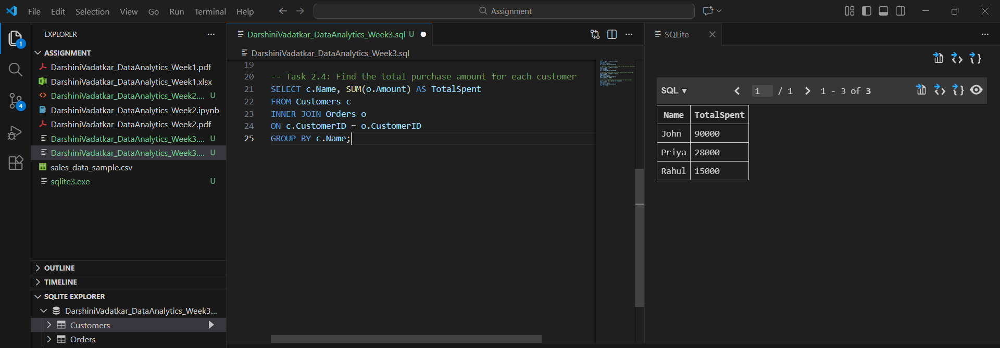 File Edit Selection View Go Run Terminal Help
Assignment
EXPLORER
1
4
ASSIGNMENT
DarshiniVadatkar_DataAnalytics_Week1.pdf
DarshiniVadatkar_DataAnalytics_Week1.xlsx
DarshiniVadatkar_DataAnalytics_Week2.... U
DarshiniVadatkar_DataAnalytics_Week2.ipynb
DarshiniVadatkar_DataAnalytics_Week2.pdf
DarshiniVadatkar_DataAnalytics_Week3.... U
DarshiniVadatkar_DataAnalytics_Week3.... U
sales_data_sample.csv
sqlite3.exe U
OUTLINE
TIMELINE
SQLITE EXPLORER
DarshiniVadatkar_DataAnalytics_Week3...
Customers
Orders
DarshiniVadatkar_DataAnalytics_Week3.sql U
DarshiniVadatkar_DataAnalytics_Week3.sql
19
20 -- Task 2.4: Find the total purchase amount for each customer
21 SELECT c.Name, SUM(o.Amount) AS TotalSpent
22 FROM Customers c
23 INNER JOIN Orders o
24 ON c.CustomerID = o.CustomerID
25 GROUP BY c.Name;
SQLite
SQL ▼ 1 / 1 1 - 3 of 3
Name TotalSpent
John 90000
Priya 28000
Rahul 15000